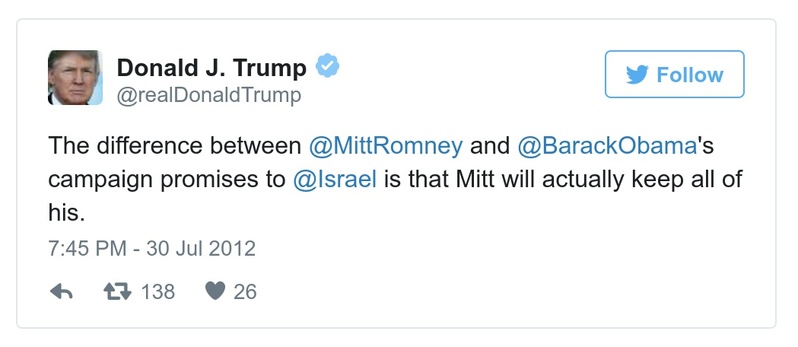 Donald J. Trump
@realDonaldTrump
Follow
The difference between @MittRomney and @BarackObama's
campaign promises to @Israel is that Mitt will actually keep all of
his.
7:45 PM - 30 Jul 2012
138 26